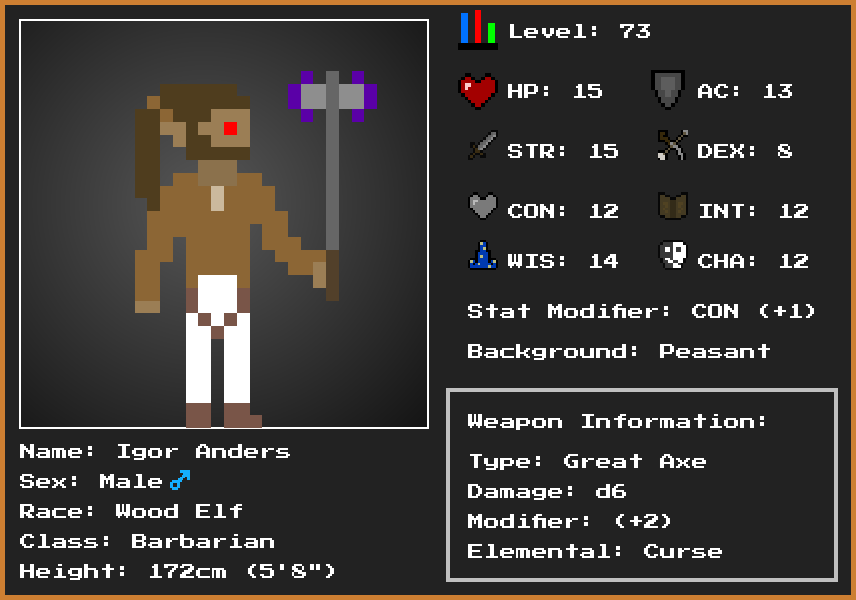 Level: 73
HP: 15 AC: 13
STR: 15 DEX: 8
CON: 12 INT: 12
WIS: 14 CHA: 12
Stat Modifier: CON (+1)
Background: Peasant
Weapon Information:
Type: Great Axe
Damage: d6
Modifier: (+2)
Elemental: Curse
Name: Igor Anders
Sex: Male♂
Race: Wood Elf
Class: Barbarian
Height: 172cm (5'8")